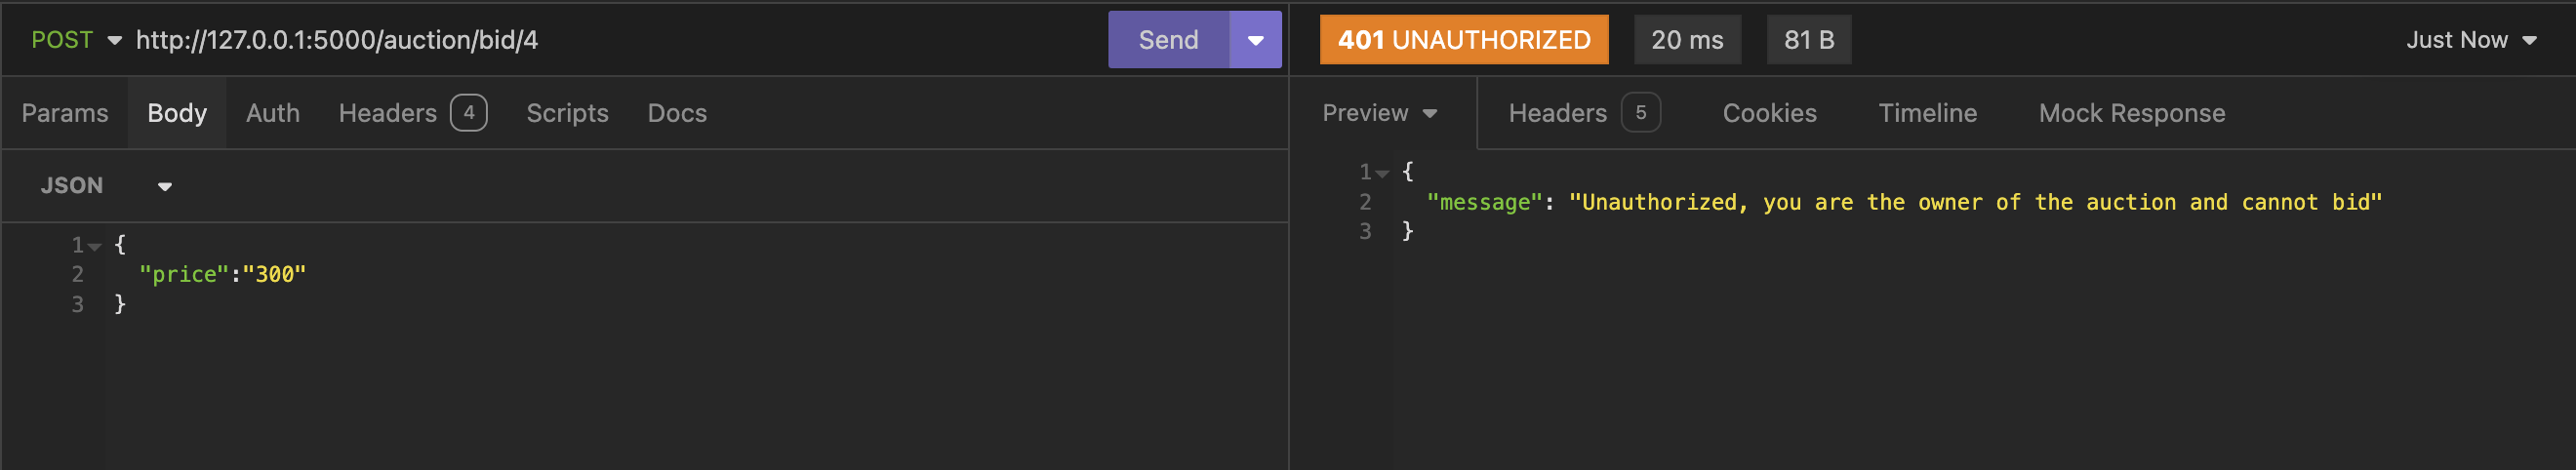 POST http://127.0.0.1:5000/auction/bid/4 Send
401 UNAUTHORIZED 20 ms 81 B Just Now
Params Body Auth Headers 4 Scripts Docs
Preview Headers 5 Cookies Timeline Mock Response
JSON
1 {
2 "price":"300"
3 }
1 {
2 "message": "Unauthorized, you are the owner of the auction and cannot bid"
3 }